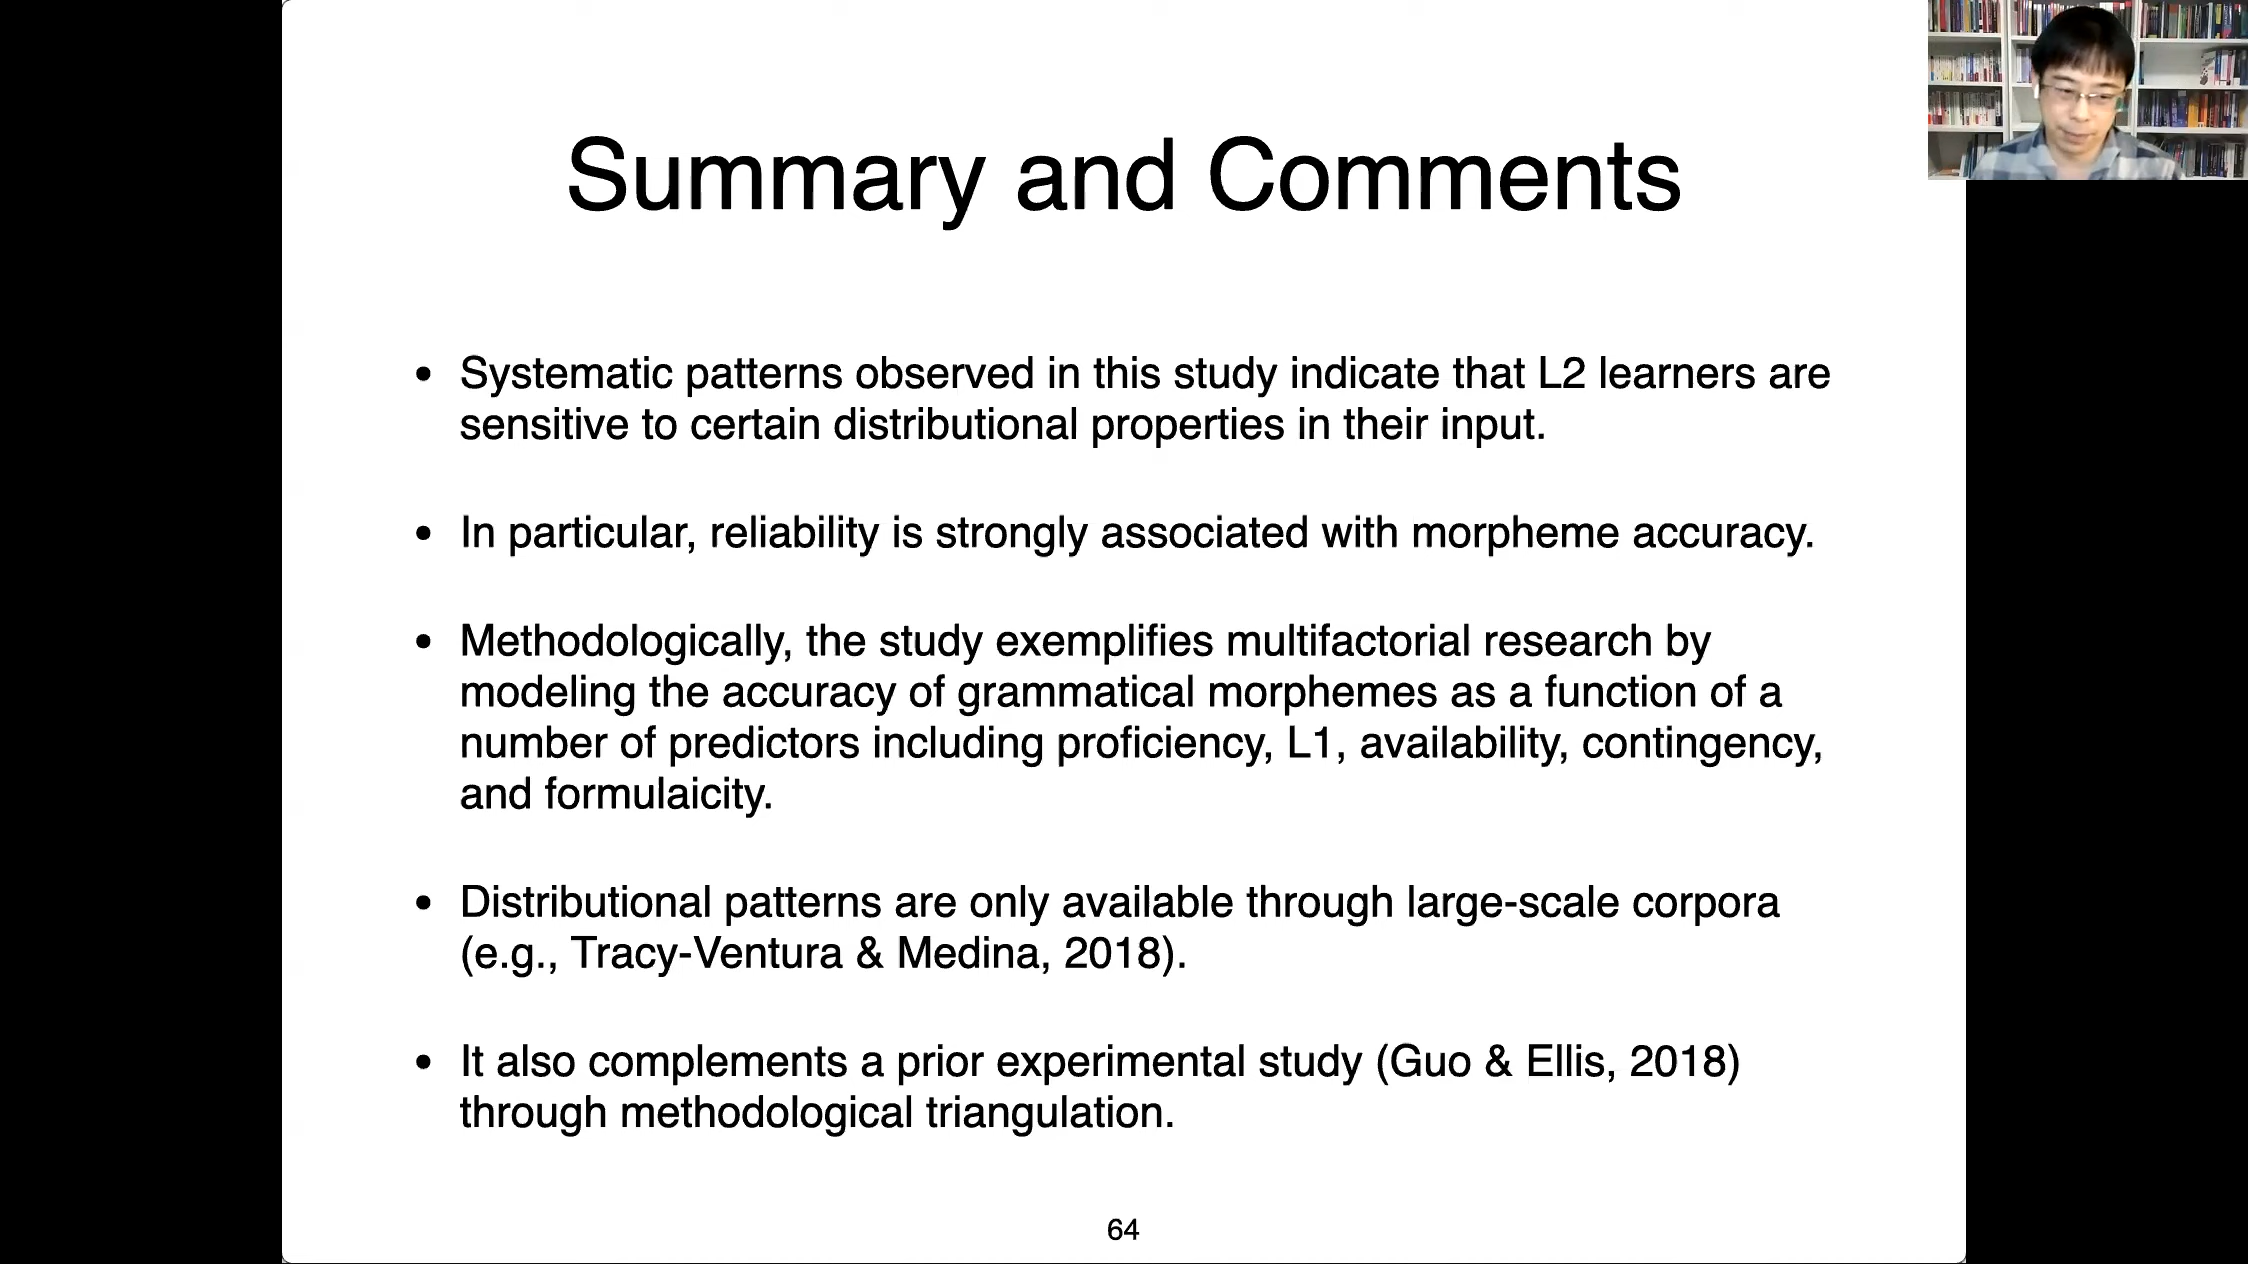 Summary and Comments
• Systematic patterns observed in this study indicate that L2 learners are
sensitive to certain distributional properties in their input.
• In particular, reliability is strongly associated with morpheme accuracy.
• Methodologically, the study exemplifies multifactorial research by
modeling the accuracy of grammatical morphemes as a function of a
number of predictors including proficiency, L1, availability, contingency,
and formulaicity.
• Distributional patterns are only available through large-scale corpora
(e.g., Tracy-Ventura & Medina, 2018).
• It also complements a prior experimental study (Guo & Ellis, 2018)
through methodological triangulation.
64